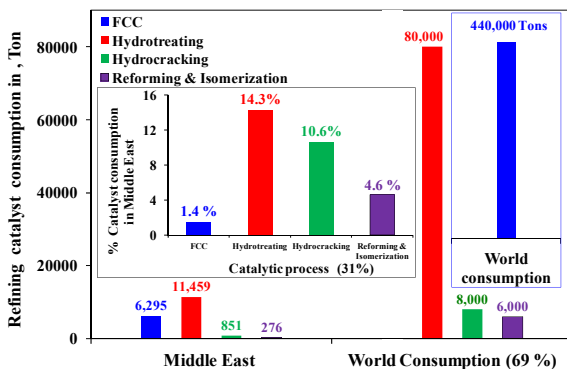 Refining catalyst consumption in , Ton
80000
60000
40000
20000
0
FCC
Hydrotreating
Hydrocracking
Reforming & Isomerization
% Catalyst consumption
in Middle East
16
12
8
4
0
1.4 %
14.3%
10.6%
4.6 %
FCC
Hydrotreating
Hydrocracking
Reforming &
Isomerization
Catalytic process (31%)
6,295
11,459
851
276
80,000
8,000
6,000
440,000 Tons
World
consumption
Middle East
World Consumption (69 %)